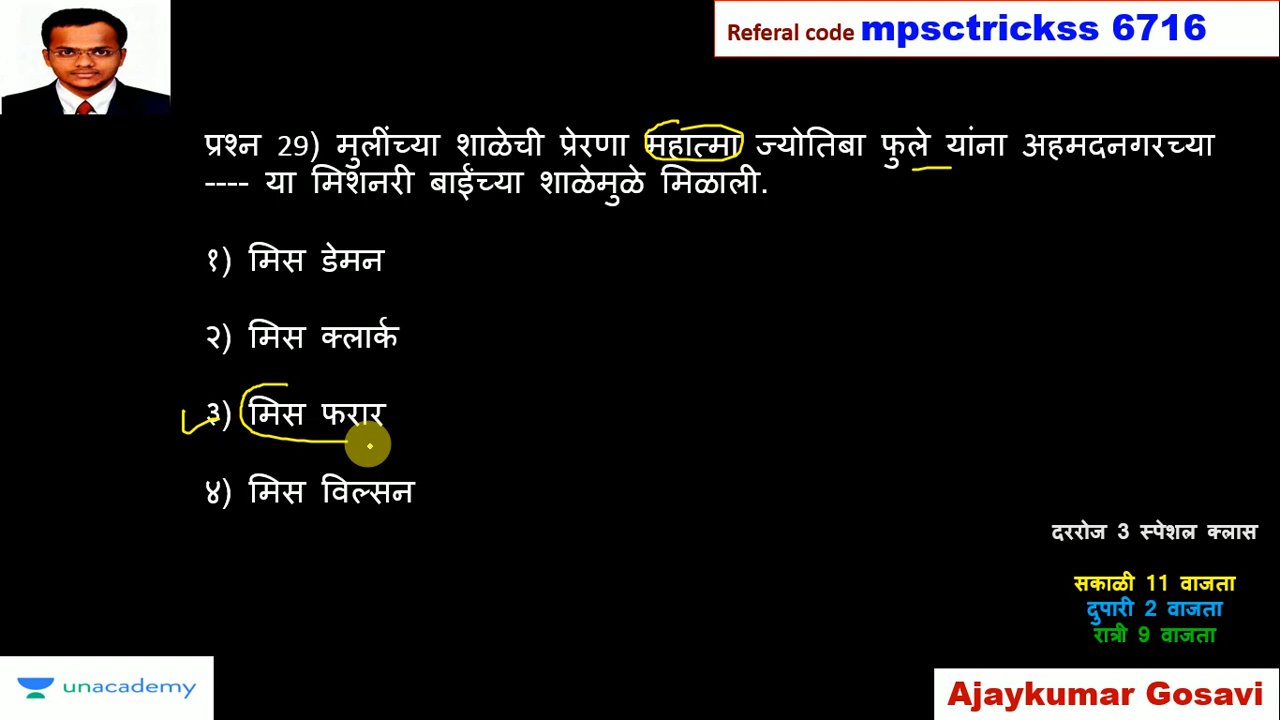 Referal code mpsctrickss 6716
प्रश्न 29) मुलींच्या शाळेची प्रेरणा महात्मा ज्योतिबा फुले यांना अहमदनगरच्या
---- या मिशनरी बाईंच्या शाळेमुळे मिळाली.
१) मिस डेमन
२) मिस क्लार्क
३) मिस फरार
४) मिस विल्सन
दररोज 3 स्पेशल क्लास
सकाळी 11 वाजता
दुपारी 2 वाजता
रात्री 9 वाजता
unacademy
Ajaykumar Gosavi